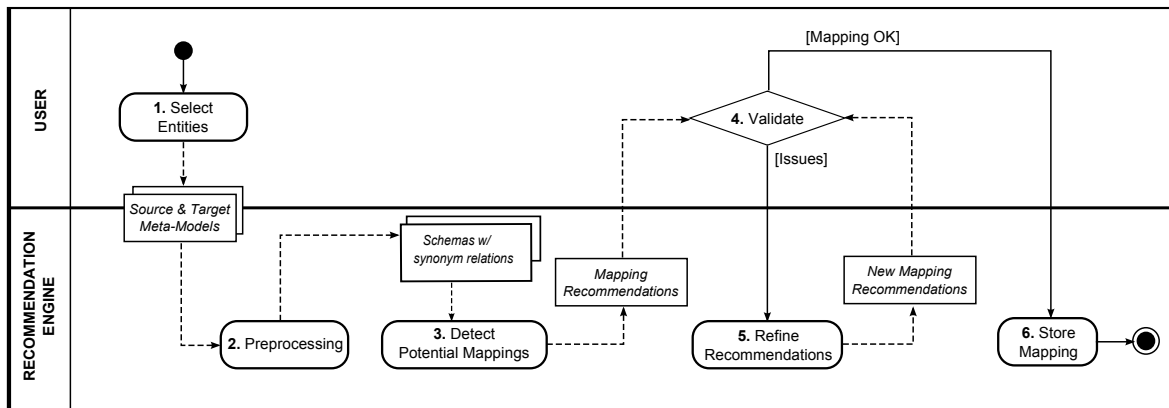 USER
1. Select
Entities
Source & Target
Meta-Models
[Mapping OK]
4. Validate
[Issues]
RECOMMENDATION
ENGINE
2. Preprocessing
Schemas w/
synonym relations
3. Detect
Potential Mappings
Mapping
Recommendations
5. Refine
Recommendations
New Mapping
Recommendations
6. Store
Mapping